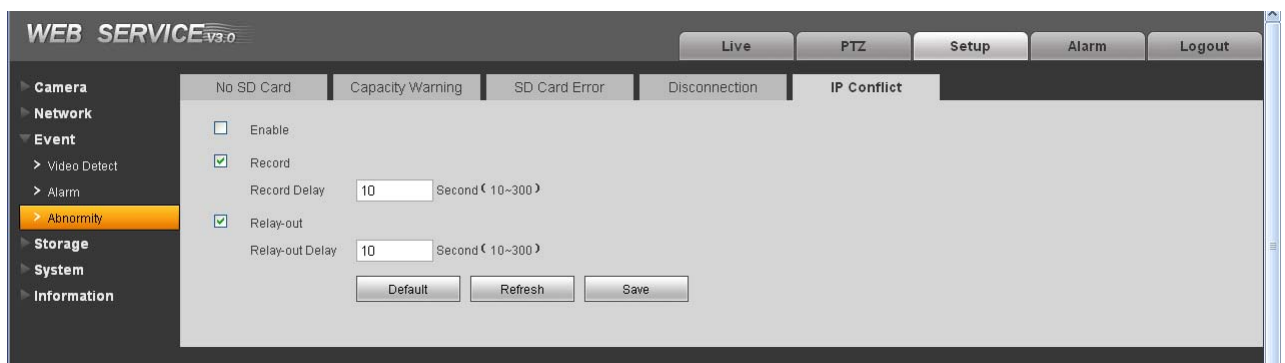 WEB SERVICE V3.0
Live PTZ Setup Alarm Logout
Camera
Network
Event
> Video Detect
> Alarm
> Abnormity
Storage
System
Information
No SD Card Capacity Warning SD Card Error Disconnection IP Conflict
Enable
Record
Record Delay 10 Second (10~300)
Relay-out
Relay-out Delay 10 Second (10~300)
Default Refresh Save